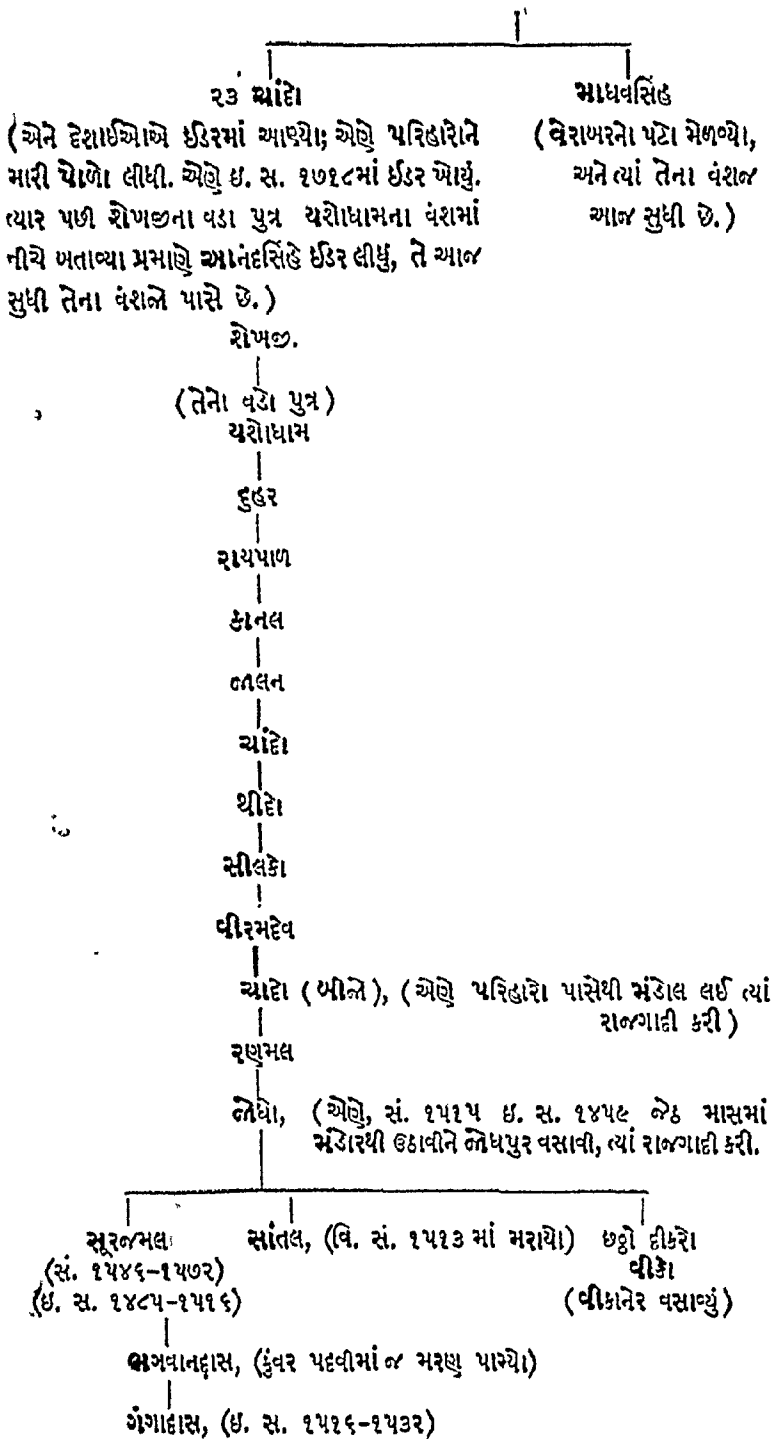 ૨૩ ચાંદો
(એને દેશાઈઓએ ઈડરમાં આણ્યો; એણે પરિહારોને
મારી પોળો લીધી. એણે ઇ. સ. ૧૭૧૮માં ઈડર ખોયું.
ત્યાર પછી શેખજીના વડા પુત્ર યશોધામના વંશમાં
નીચે બતાવ્યા પ્રમાણે આનંદસિંહે ઈડર લીધું, તે આજ
સુધી તેના વંશજો પાસે છે.)
માધવસિંહ
(વેરાબરનો પટો મેળવ્યો,
અને ત્યાં તેના વંશજ
આજ સુધી છે.)
શેખજી.
(તેનો વડો પુત્ર)
યશોધામ
દુહર
રાયપાળ
કાનલ
જાલન
ચાંદો
થીદો
સીલકો
વીરમદેવ
ચાદો (બીજો), (એણે પરિહારો પાસેથી મંડોલ લઈ ત્યાં
રાજગાદી કરી)
રણમલ
જોધો, (એણે, સં. ૧૫૧૫ ઇ. સ. ૧૪૫૯ જેઠ માસમાં
મંડોરથી ઉઠાવીને જોધપુર વસાવી, ત્યાં રાજગાદી કરી.
સૂરજમલ
(સં. ૧૫૪૬-૧૫૭૨)
(ઇ. સ. ૧૪૮૫-૧૫૧૬)
સાંતલ, (વિ. સં. ૧૫૧૩ માં મરાયો)
છઠ્ઠો દીકરો
વીકો
(વીકાનેર વસાવ્યું)
ભગવાનદાસ, (કુંવર પદવીમાં જ મરણ પામ્યો)
ગંગાદાસ, (ઇ. સ. ૧૫૧૬-૧૫૩૨)